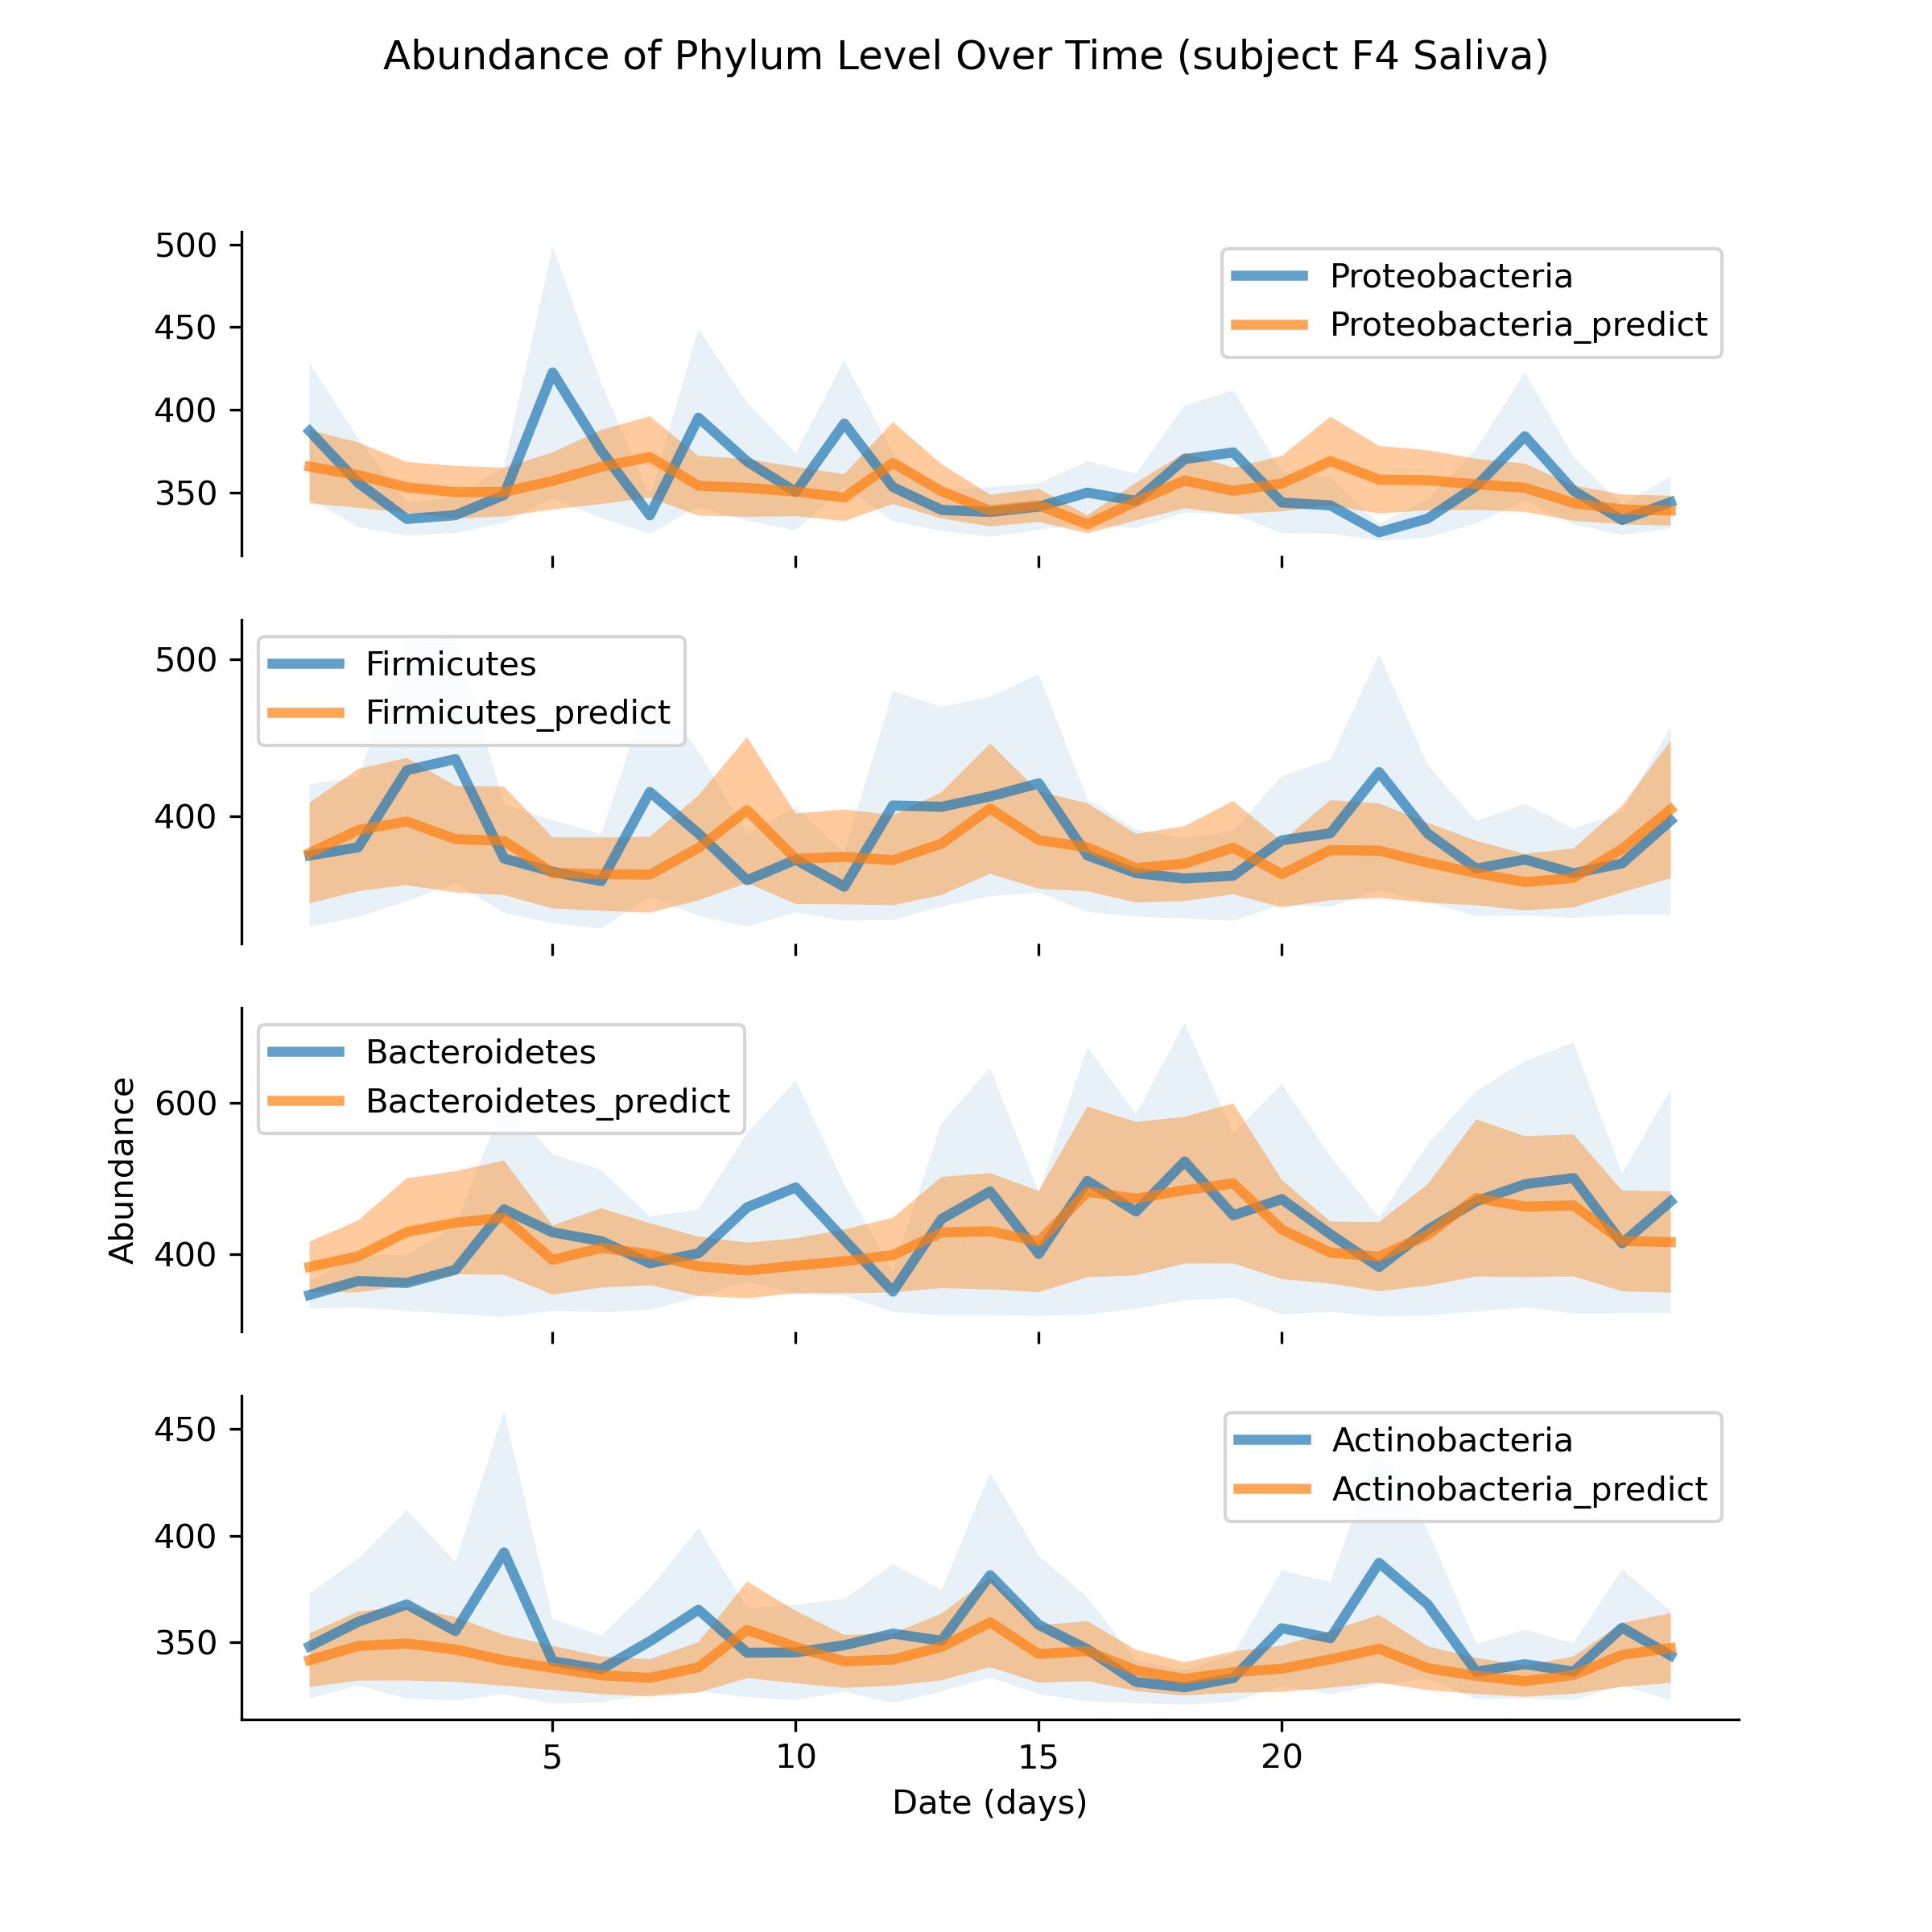 Abundance of Phylum Level Over Time (subject F4 Saliva)
500
450
400
350
Proteobacteria
Proteobacteria_predict
500
400
Firmicutes
Firmicutes_predict
Abundance
600
400
Bacteroidetes
Bacteroidetes_predict
450
400
350
Actinobacteria
Actinobacteria_predict
5 10 15 20
Date (days)